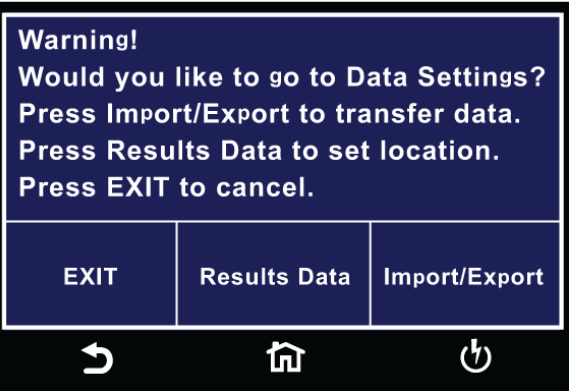 Warning!
Would you like to go to Data Settings?
Press Import/Export to transfer data.
Press Results Data to set location.
Press EXIT to cancel.
EXIT
Results Data
Import/Export